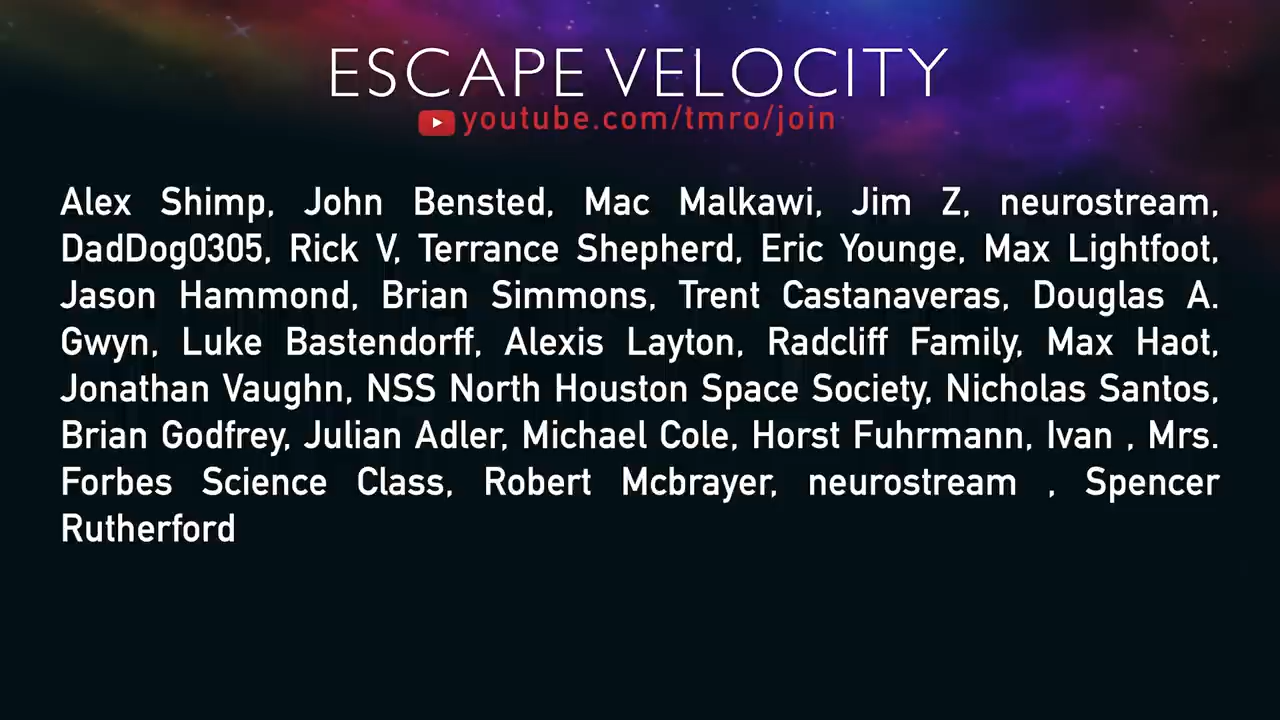 ESCAPE VELOCITY
youtube.com/tmro/join
Alex Shimp, John Bensted, Mac Malkawi, Jim Z, neurostream,
DadDog0305, Rick V, Terrance Shepherd, Eric Younge, Max Lightfoot,
Jason Hammond, Brian Simmons, Trent Castanaveras, Douglas A.
Gwyn, Luke Bastendorff, Alexis Layton, Radcliff Family, Max Haot,
Jonathan Vaughn, NSS North Houston Space Society, Nicholas Santos,
Brian Godfrey, Julian Adler, Michael Cole, Horst Fuhrmann, Ivan , Mrs.
Forbes Science Class, Robert Mcbrayer, neurostream , Spencer
Rutherford